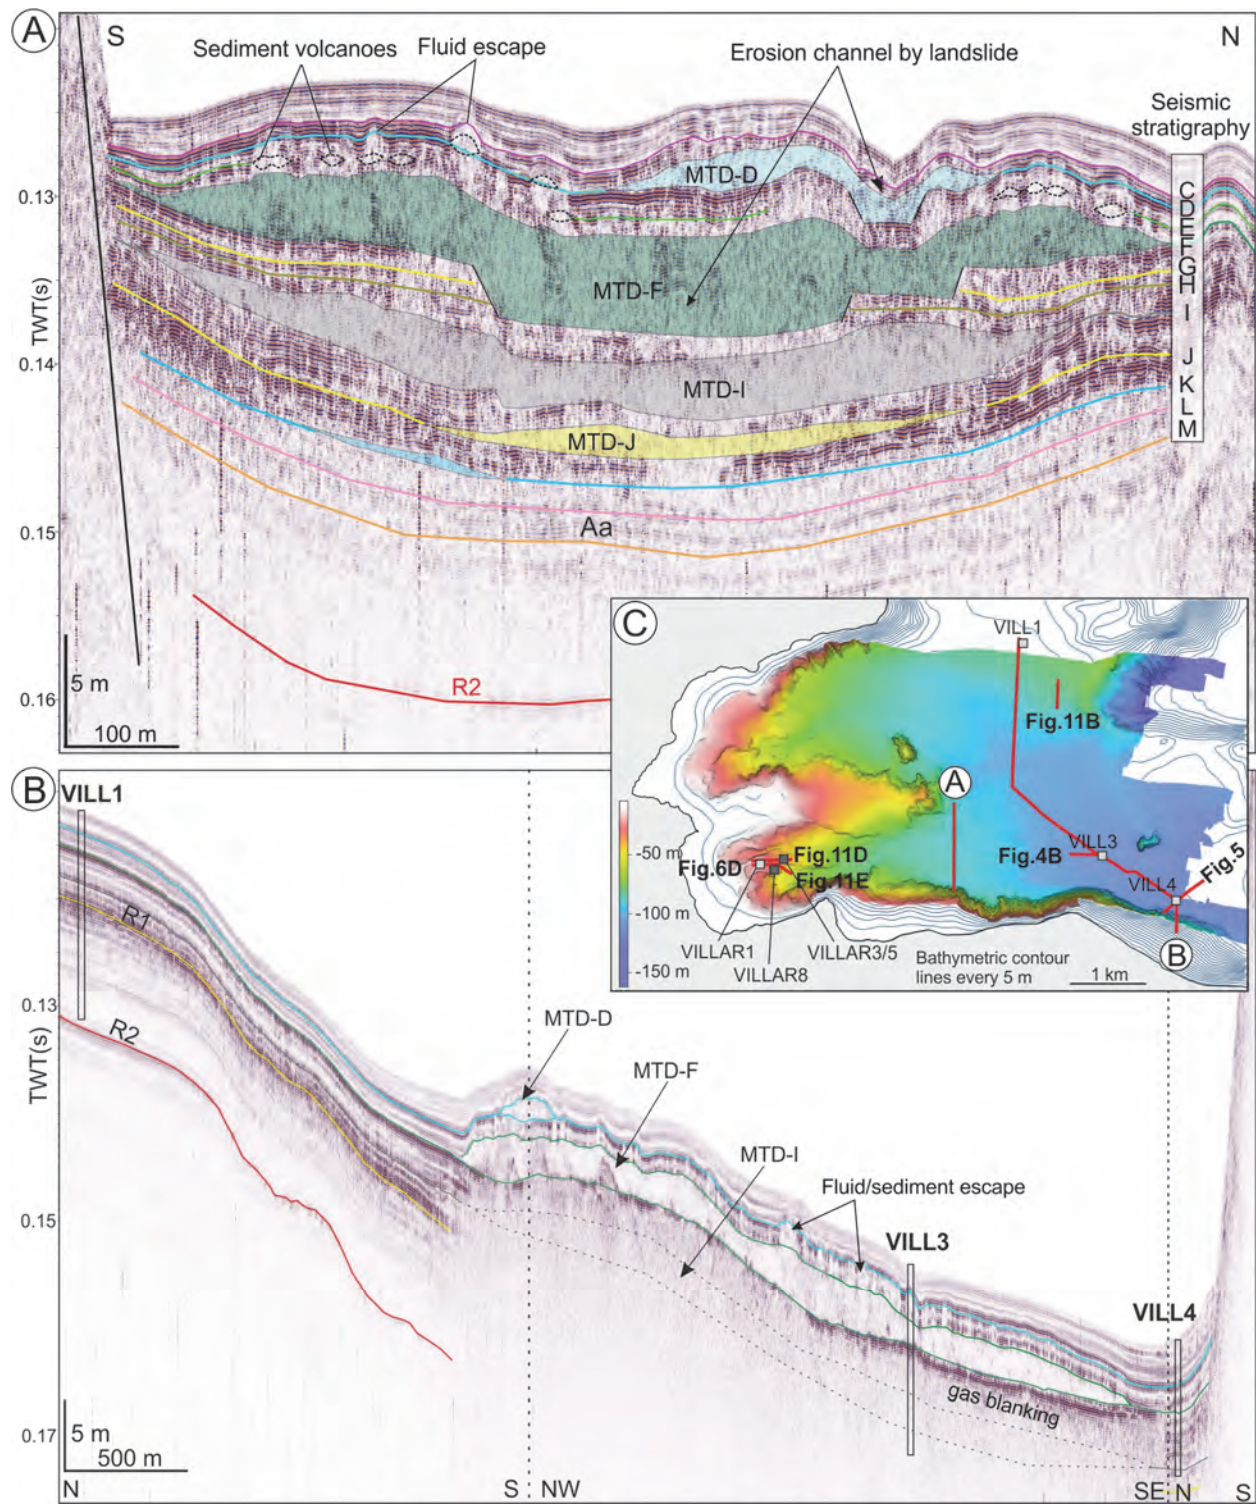 A
S
N
Sediment volcanoes
Fluid escape
Erosion channel by landslide
Seismic
stratigraphy
MTD-D
C
D
E
F
G
H
I
J
K
L
M
0.13
TWT(s)
0.14
0.15
0.16
MTD-F
MTD-I
MTD-J
Aa
R2
5 m
100 m
C
VILL1
Fig.11B
A
-50 m
-100 m
-150 m
Fig.6D
Fig.11D
Fig.11E
Fig.4B
VILL3
VILL4
Fig.5
VILLAR1
VILLAR8
VILLAR3/5
Bathymetric contour
lines every 5 m
1 km
B
B
VILL1
R1
R2
0.13
TWT(s)
0.15
0.17
MTD-D
MTD-F
MTD-I
Fluid/sediment escape
VILL3
VILL4
gas blanking
5 m
500 m
N
S
NW
SE
N
S